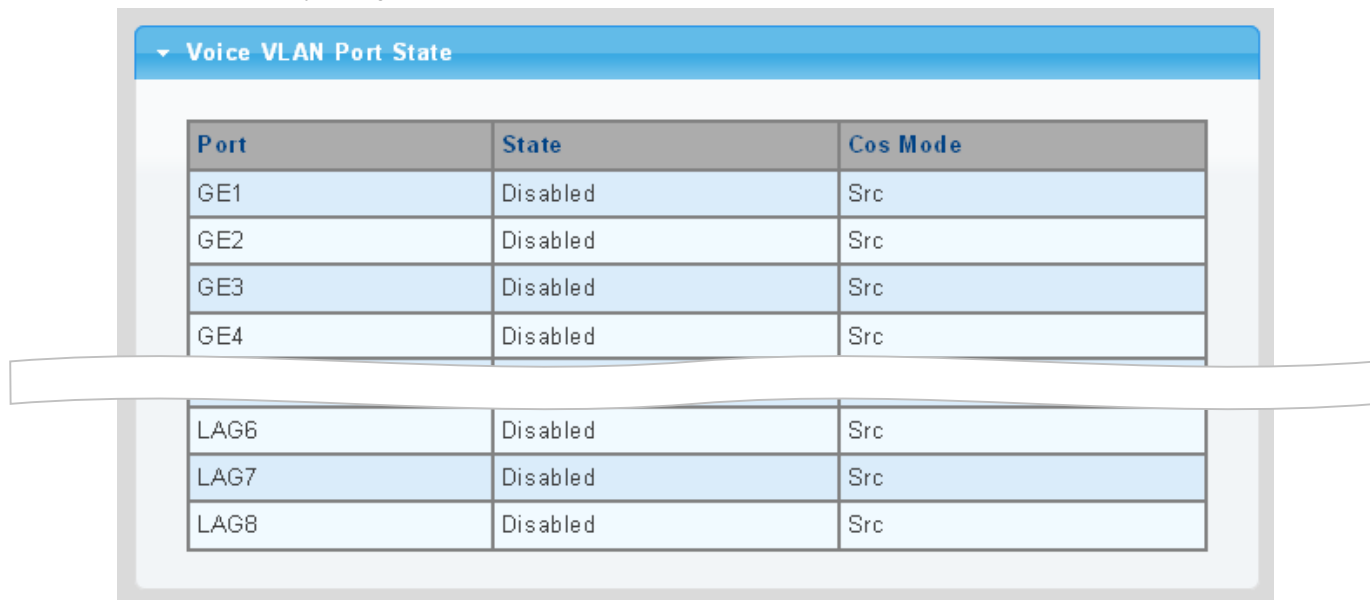 Voice VLAN Port State
Port State Cos Mode
GE1 Disabled Src
GE2 Disabled Src
GE3 Disabled Src
GE4 Disabled Src
LAG6 Disabled Src
LAG7 Disabled Src
LAG8 Disabled Src